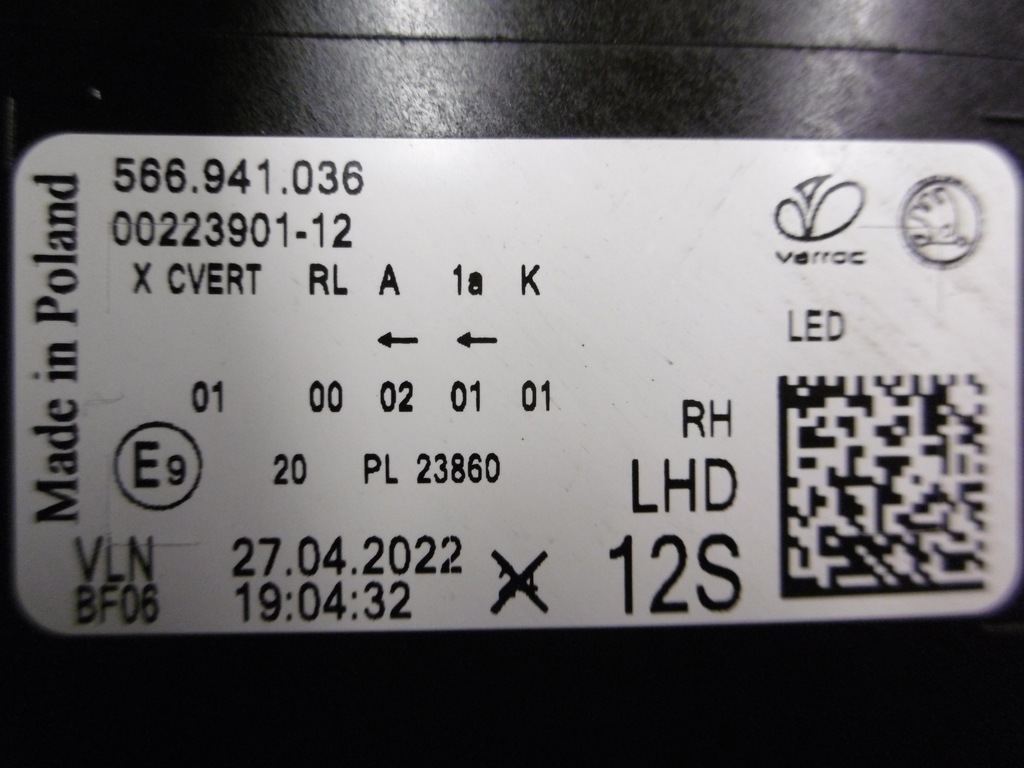 Made in Poland
566.941.036
00223901-12
X CVERT RL A 1a K
← ←
01 00 02 01 01
E9 20 PL 23860
VLN 27.04.2022
BF06 19:04:32
varroc
LED
RH
LHD
12S